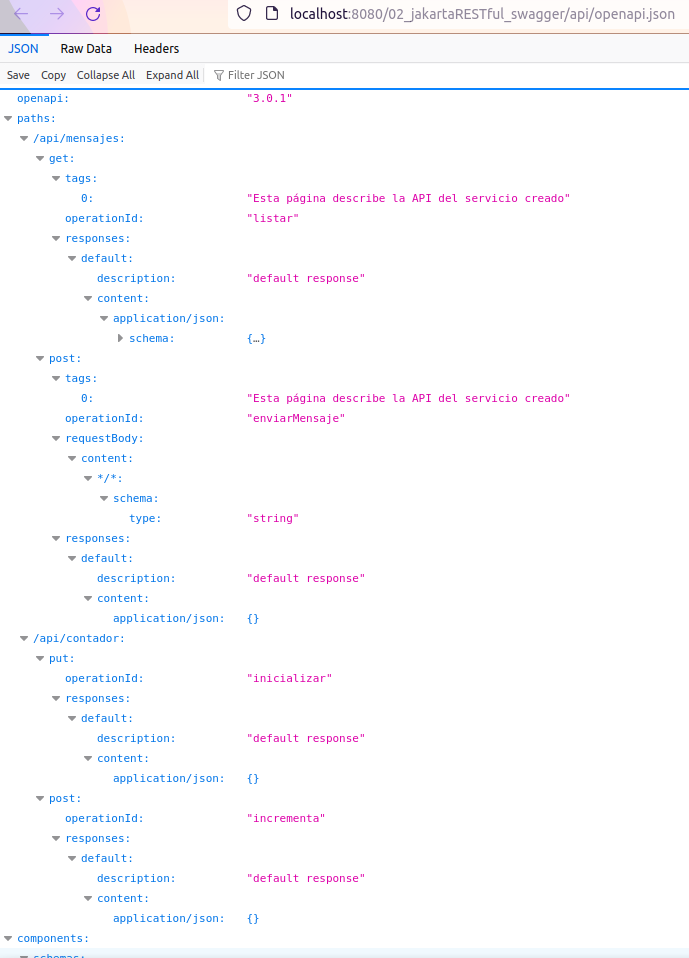 localhost:8080/02_jakartaRESTful_swagger/api/openapi.json
JSON Raw Data Headers
Save Copy Collapse All Expand All Filter JSON
openapi: "3.0.1"
paths:
/api/mensajes:
get:
tags:
0: "Esta página describe la API del servicio creado"
operationId: "listar"
responses:
default:
description: "default response"
content:
application/json:
schema: {…}
post:
tags:
0: "Esta página describe la API del servicio creado"
operationId: "enviarMensaje"
requestBody:
content:
*/*:
schema:
type: "string"
responses:
default:
description: "default response"
content:
application/json: {}
/api/contador:
put:
operationId: "inicializar"
responses:
default:
description: "default response"
content:
application/json: {}
post:
operationId: "incrementa"
responses:
default:
description: "default response"
content:
application/json: {}
components:
schemas: